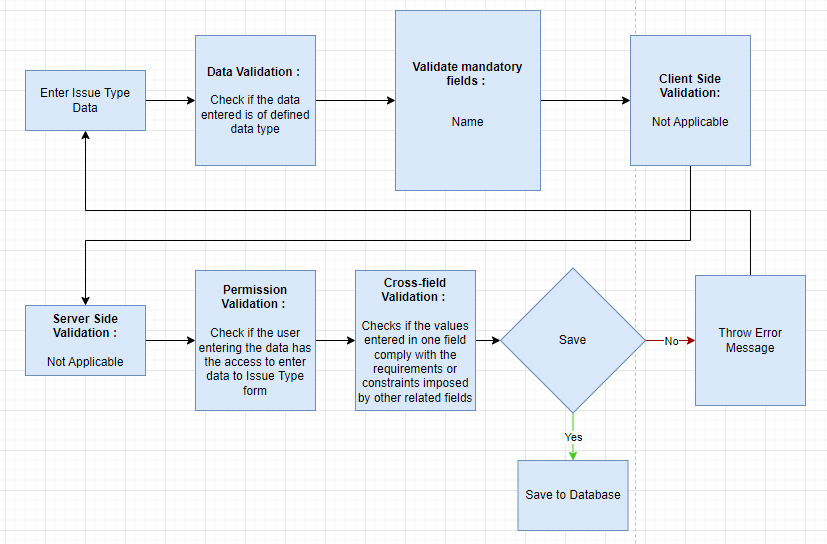 Enter Issue Type
Data
Data Validation :
Check if the data
entered is of defined
data type
Validate mandatory
fields :
Name
Client Side
Validation:
Not Applicable
Server Side
Validation :
Not Applicable
Permission
Validation :
Check if the user
entering the data has
the access to enter
data to Issue Type
form
Cross-field
Validation :
Checks if the values
entered in one field
comply with the
requirements or
constraints imposed
by other related fields
Save
No
Throw Error
Message
Yes
Save to Database